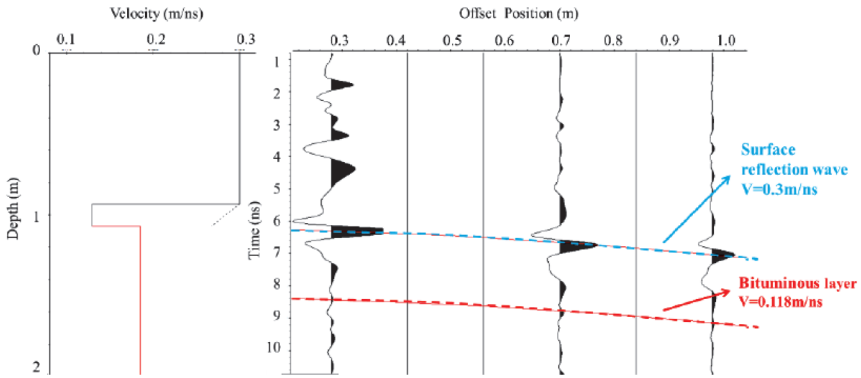 Velocity (m/ns)
0.1 0.2 0.3
Depth (m)
0
1
2
Offset Position (m)
0.3 0.4 0.5 0.6 0.7 0.8 0.9 1.0
Time (ns)
1
2
3
4
5
6
7
8
9
10
Surface
reflection wave
V=0.3m/ns
Bituminous layer
V=0.118m/ns